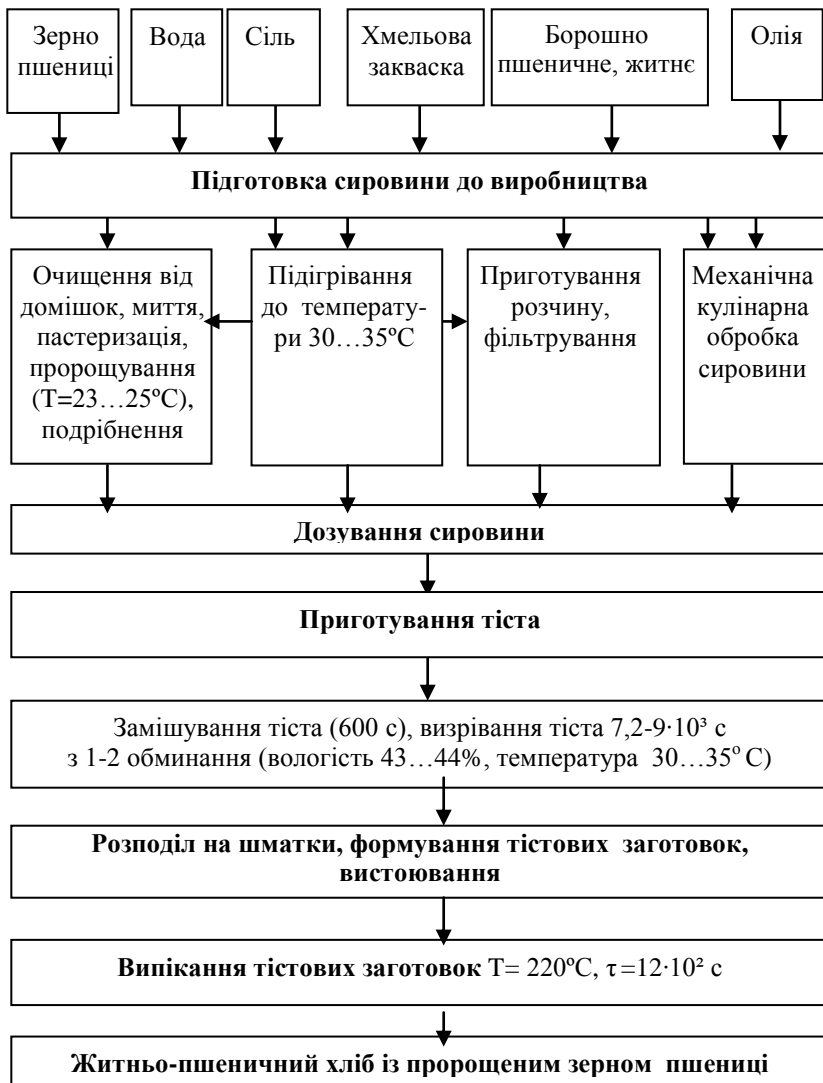 Зерно
пшениці
Вода
Сіль
Хмельова
закваска
Борошно
пшеничне, житнє
Олія
Підготовка сировини до виробництва
Очищення від
домішок, миття,
пастеризація,
пророщування
(Т=23…25ºС),
подрібнення
Підігрівання
до температу-
ри 30…35ºС
Приготування
розчину,
фільтрування
Механічна
кулінарна
обробка
сировини
Дозування сировини
Приготування тіста
Замішування тіста (600 с), визрівання тіста 7,2-9·10³ с
з 1-2 обминання (вологість 43…44%, температура 30…35º С)
Розподіл на шматки, формування тістових заготовок,
вистоювання
Випікання тістових заготовок Т= 220ºС, τ=12·10² с
Житньо-пшеничний хліб із пророщеним зерном пшениці